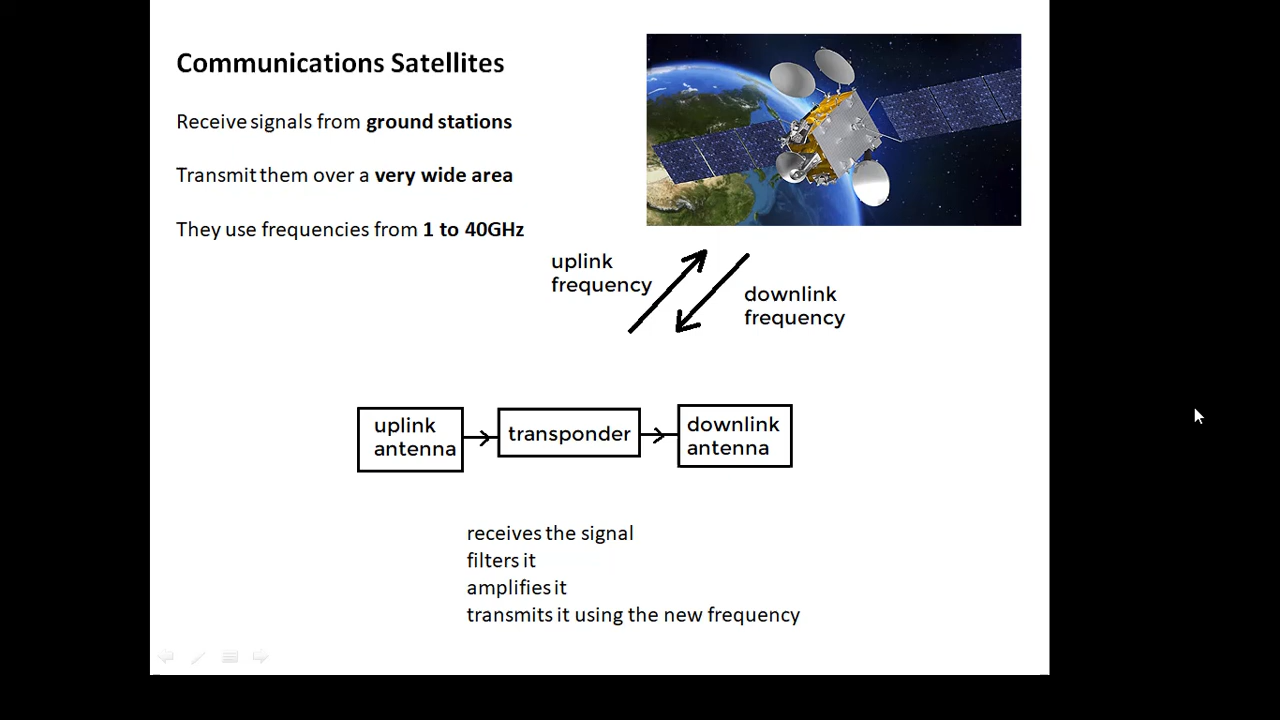 Communications Satellites
Receive signals from ground stations
Transmit them over a very wide area
They use frequencies from 1 to 40GHz
uplink
frequency
downlink
frequency
uplink
antenna
transponder
downlink
antenna
receives the signal
filters it
amplifies it
transmits it using the new frequency